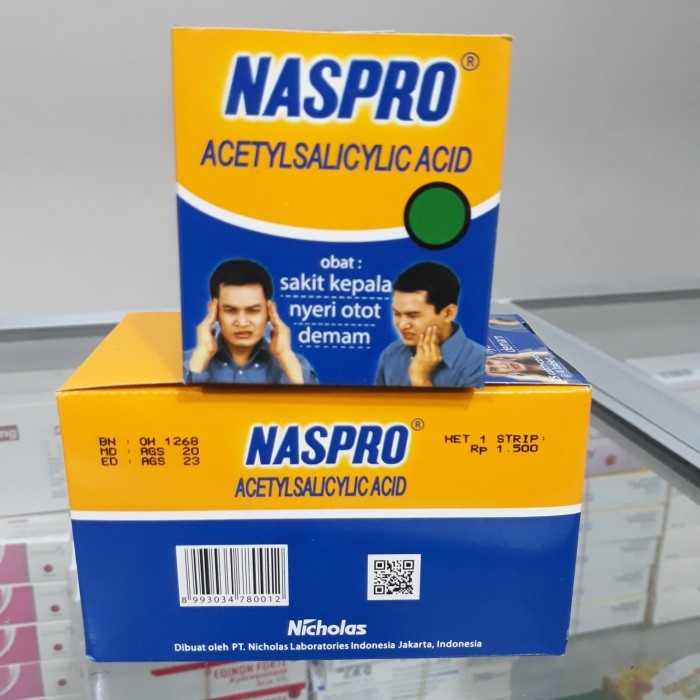 NASPRO®
ACETYLSALICYLIC ACID
obat :
sakit kepala
nyeri otot
demam
BN : OH 1268
MD : AGS 20
ED : AGS 23
NASPRO®
ACETYLSALICYLIC ACID
HET 1 STRIP :
Rp 1.500
8 993034 780012
Nicholas
Dibuat oleh PT. Nicholas Laboratories Indonesia Jakarta, Indonesia